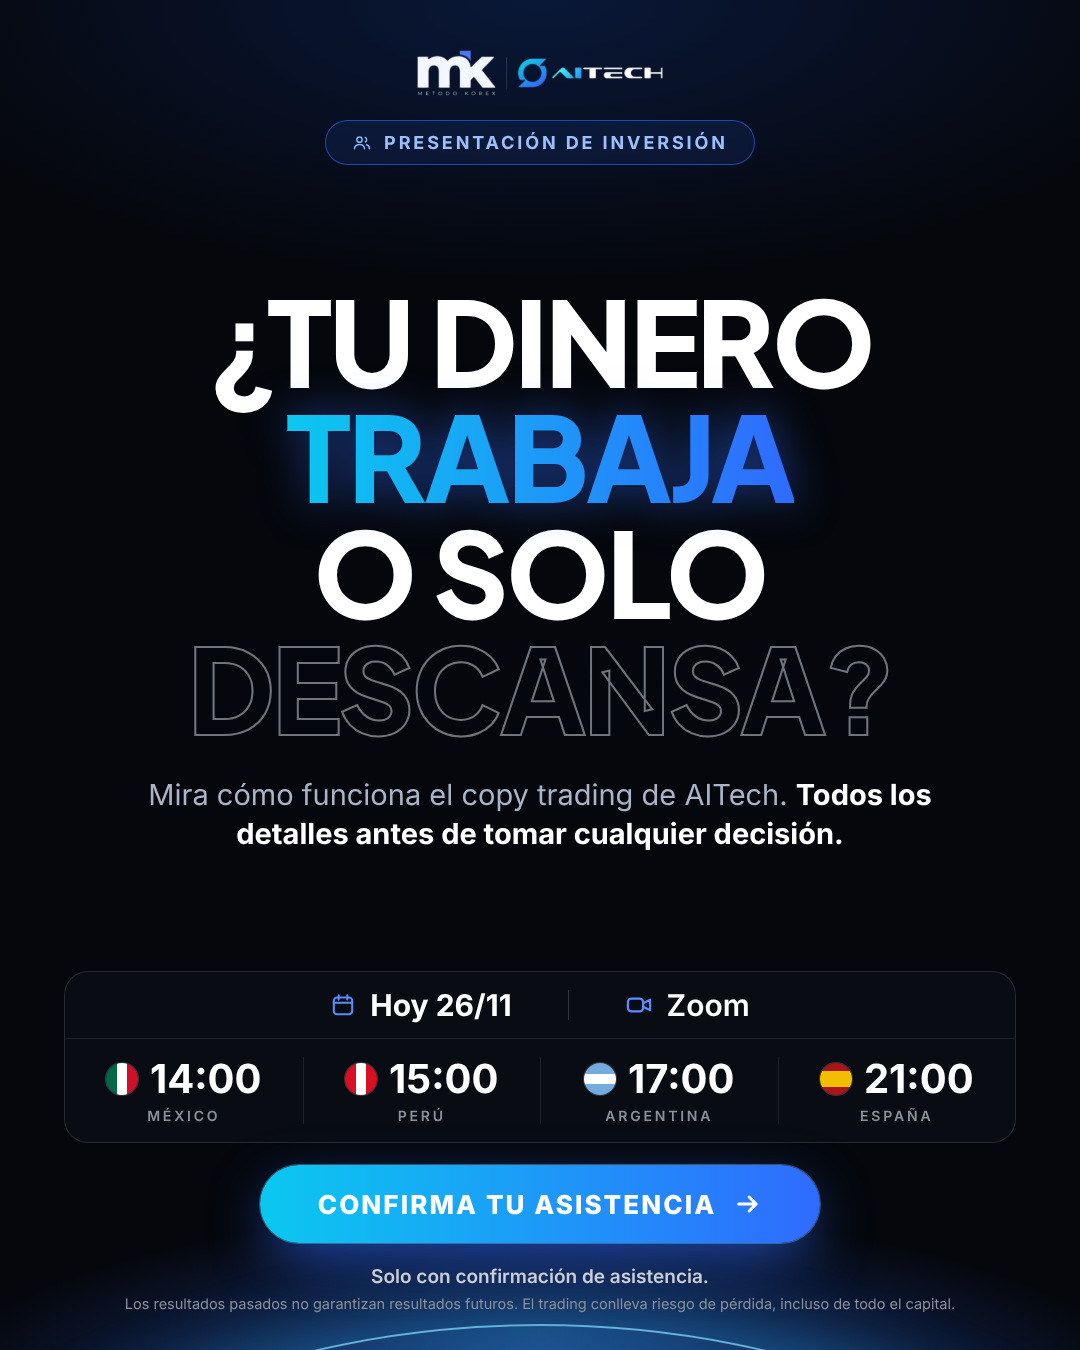 mk
METODO KOBEX
AITECH
PRESENTACIÓN DE INVERSIÓN
¿TU DINERO
TRABAJA
O SOLO
DESCANSA?
Mira cómo funciona el copy trading de AITech. Todos los
detalles antes de tomar cualquier decisión.
Hoy 26/11
Zoom
14:00
MÉXICO
15:00
PERÚ
17:00
ARGENTINA
21:00
ESPAÑA
CONFIRMA TU ASISTENCIA →
Solo con confirmación de asistencia.
Los resultados pasados no garantizan resultados futuros. El trading conlleva riesgo de pérdida, incluso de todo el capital.